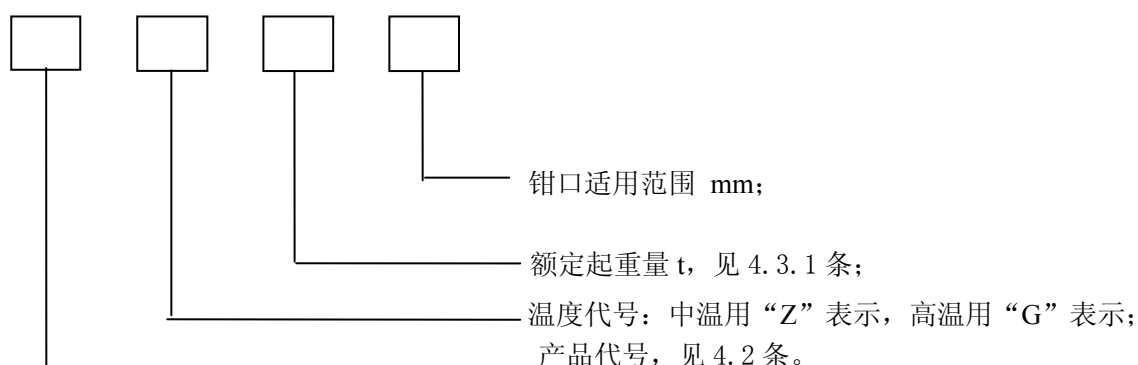 钳口适用范围 mm；
额定起重量 t，见 4.3.1 条；
温度代号：中温用“Z”表示，高温用“G”表示；
产品代号，见 4.2 条。